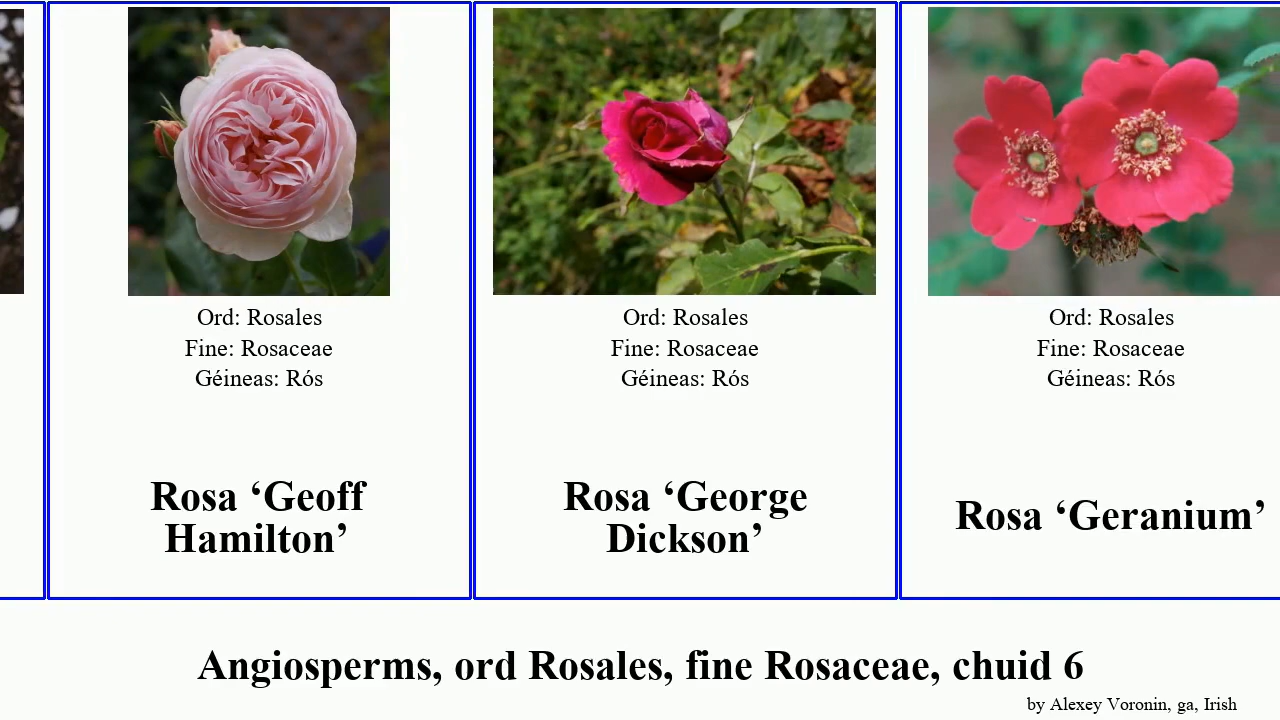 Ord: Rosales
Fine: Rosaceae
Géineas: Rós
Rosa ‘Geoff
Hamilton’
Ord: Rosales
Fine: Rosaceae
Géineas: Rós
Rosa ‘George
Dickson’
Ord: Rosales
Fine: Rosaceae
Géineas: Rós
Rosa ‘Geranium’
Angiosperms, ord Rosales, fine Rosaceae, chuid 6
by Alexey Voronin, ga, Irish